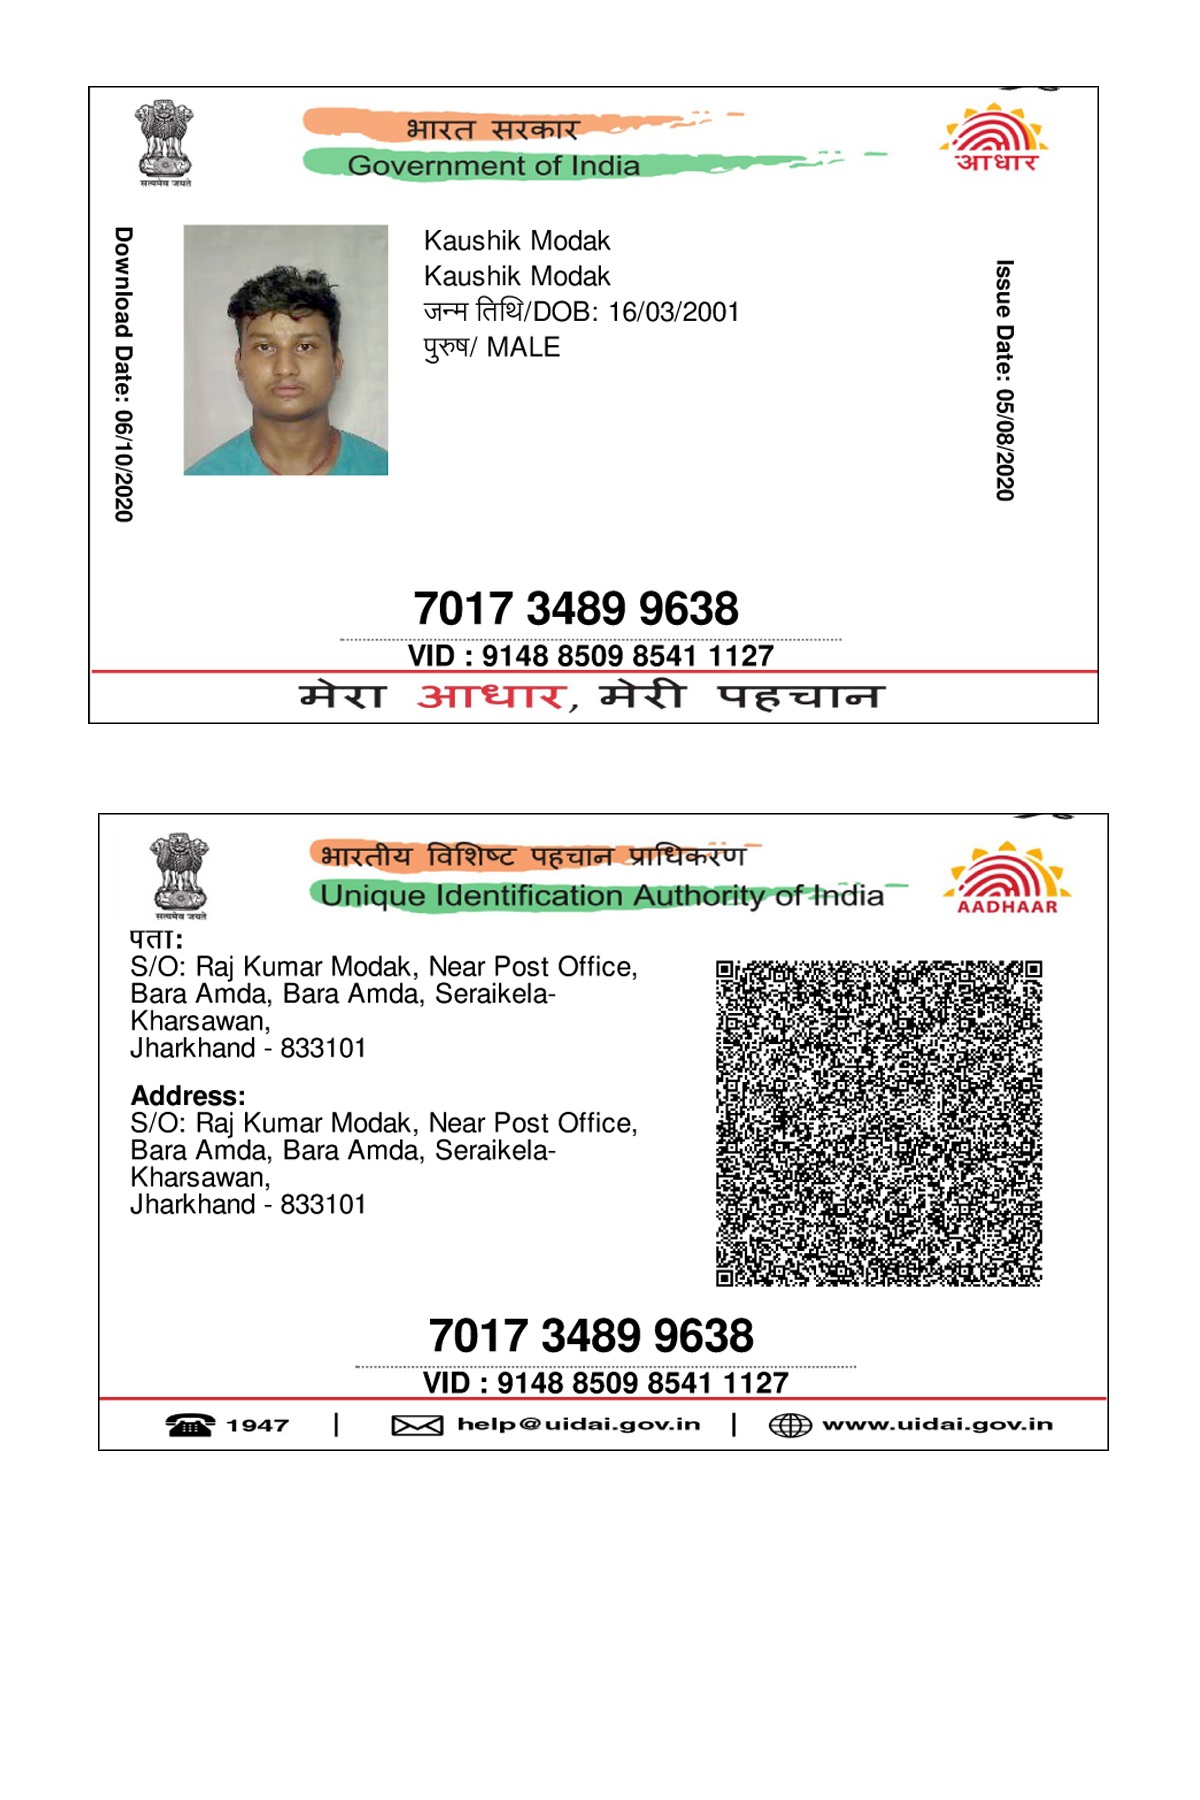 भारत सरकार
Government of India
सत्यमेव जयते
आधार
Download Date: 06/10/2020
Kaushik Modak
Kaushik Modak
जन्म तिथि/DOB: 16/03/2001
पुरुष/ MALE
Issue Date: 05/08/2020
7017 3489 9638
VID : 9148 8509 8541 1127
मेरा आधार, मेरी पहचान
भारतीय विशिष्ट पहचान प्राधिकरण
Unique Identification Authority of India
सत्यमेव जयते
AADHAAR
पता:
S/O: Raj Kumar Modak, Near Post Office,
Bara Amda, Bara Amda, Seraikela-
Kharsawan,
Jharkhand - 833101
Address:
S/O: Raj Kumar Modak, Near Post Office,
Bara Amda, Bara Amda, Seraikela-
Kharsawan,
Jharkhand - 833101
7017 3489 9638
VID : 9148 8509 8541 1127
1947 | help@uidai.gov.in | www.uidai.gov.in